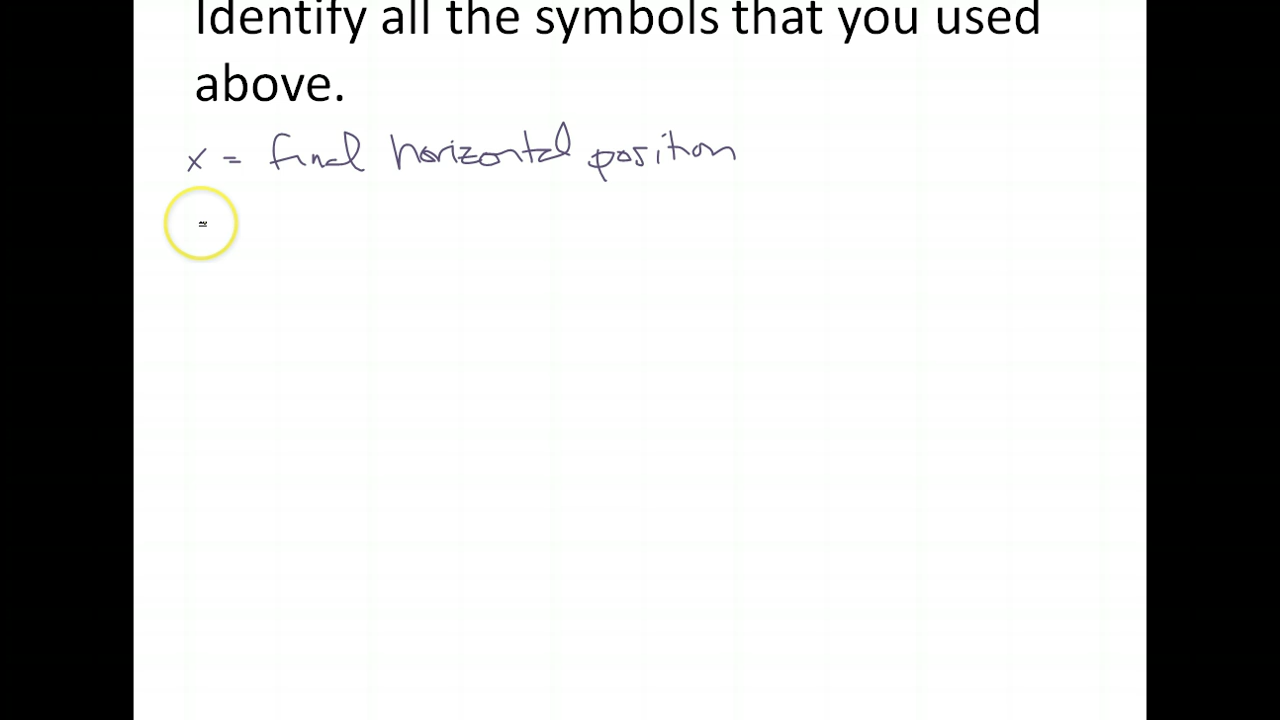 Identify all the symbols that you used
above.
x = final horizontal position